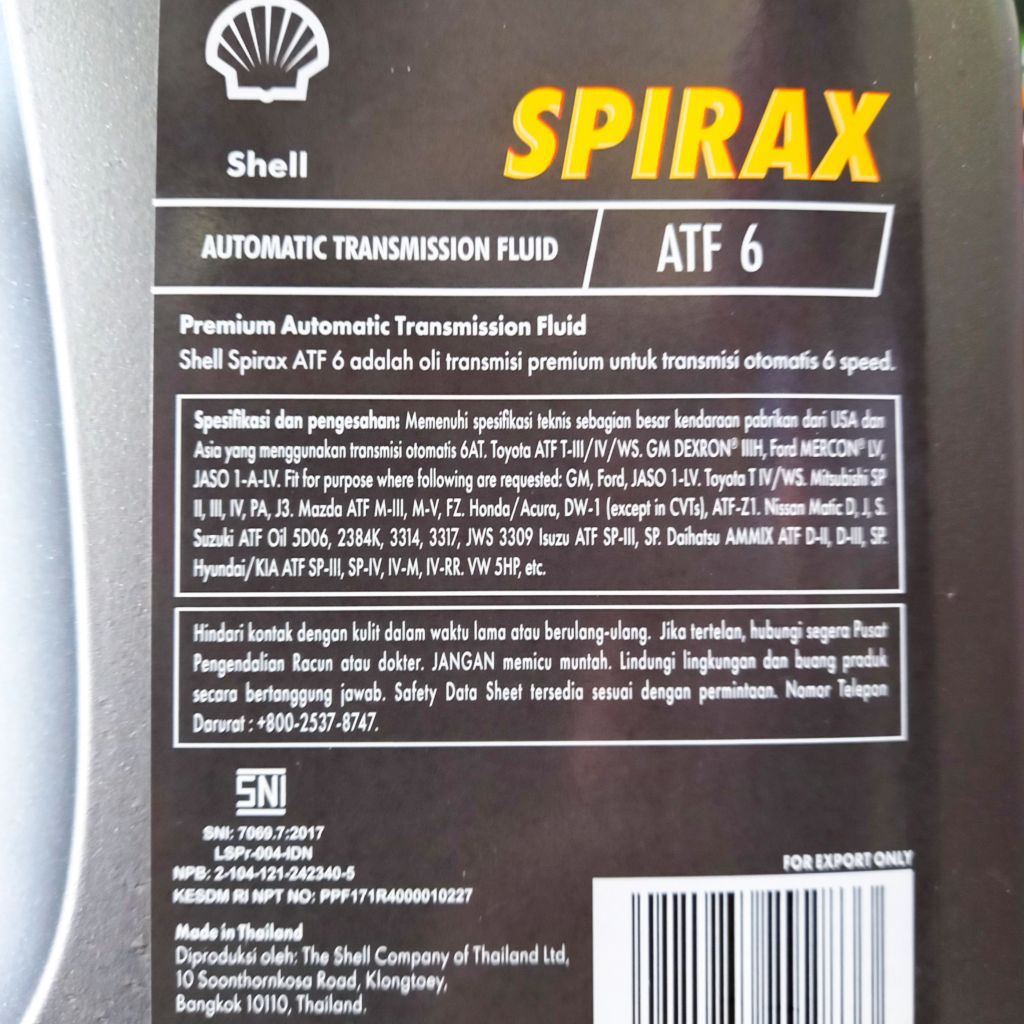 Shell
SPIRAX
AUTOMATIC TRANSMISSION FLUID
ATF 6
Premium Automatic Transmission Fluid
Shell Spirax ATF 6 adalah oli transmisi premium untuk transmisi otomatis 6 speed.
Spesifikasi dan pengesahan: Memenuhi spesifikasi teknis sebagian besar kendaraan pabrikan dari USA dan
Asia yang menggunakan transmisi otomatis 6AT. Toyota ATF T-III/IV/WS. GM DEXRON® IIIH, Ford MERCON® LV,
JASO 1-A-LV. Fit for purpose where following are requested: GM, Ford, JASO 1-LV. Toyota T IV/WS. Mitsubishi SP
II, III, IV, PA, J3. Mazda ATF M-III, M-V, FZ. Honda/Acura, DW-1 (except in CVTs), ATF-Z1. Nissan Matic D, J, S.
Suzuki ATF Oil 5D06, 2384K, 3314, 3317, JWS 3309 Isuzu ATF SP-III, SP. Daihatsu AMMIX ATF D-II, D-III, SP.
Hyundai/KIA ATF SP-III, SP-IV, IV-M, IV-RR. VW 5HP, etc.
Hindari kontak dengan kulit dalam waktu lama atau berulang-ulang. Jika tertelan, hubungi segera Pusat
Pengendalian Racun atau dokter. JANGAN memicu muntah. Lindungi lingkungan dan buang produk
secara bertanggung jawab. Safety Data Sheet tersedia sesuai dengan permintaan. Nomor Telepon
Darurat : +800-2537-8747.
SNI
SNI: 7069.7:2017
LSPr-004-IDN
NPB: 2-104-121-242340-5
KESDM RI NPT NO: PPF171R4000010227
FOR EXPORT ONLY
Made in Thailand
Diproduksi oleh: The Shell Company of Thailand Ltd,
10 Soonthornkosa Road, Klongtoey,
Bangkok 10110, Thailand.